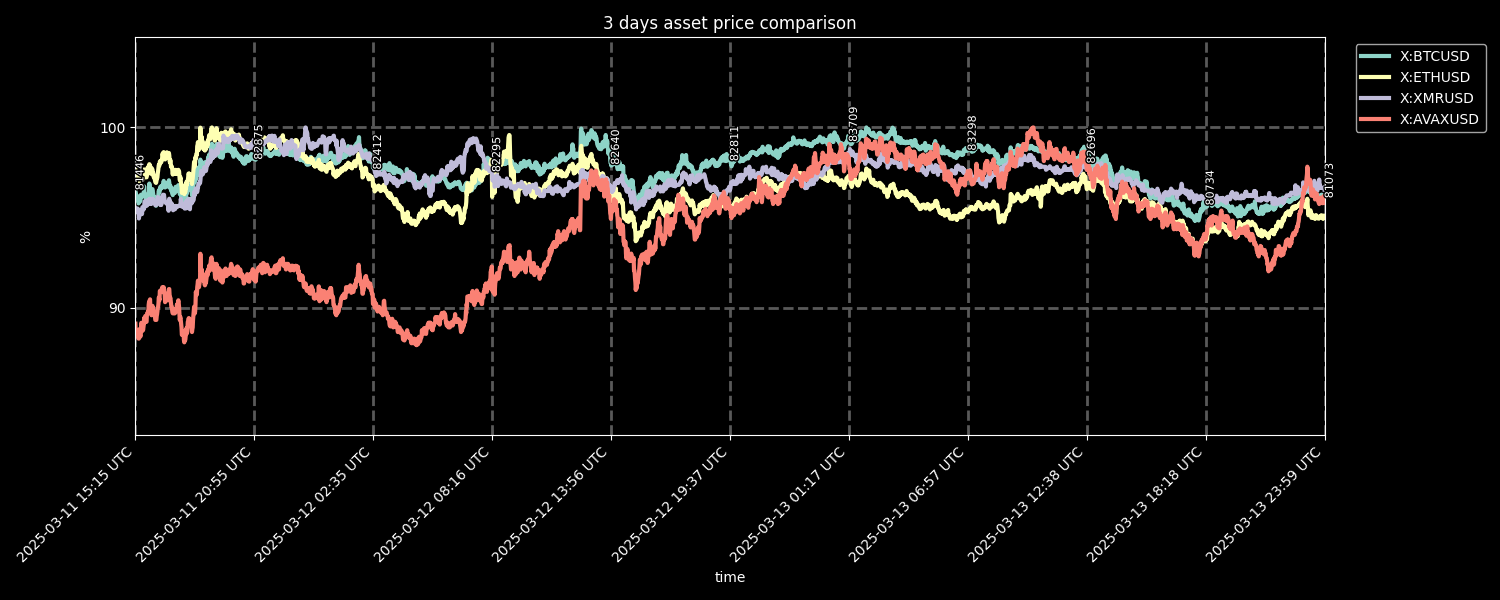 3 days asset price comparison
X:BTCUSD
X:ETHUSD
X:XMRUSD
X:AVAXUSD
100
90
%
82875
82412
82295
82640
82811
83709
83298
82696
80734
81073
2025-03-11 15:15 UTC
2025-03-11 20:55 UTC
2025-03-12 02:35 UTC
2025-03-12 08:16 UTC
2025-03-12 13:56 UTC
2025-03-12 19:37 UTC
2025-03-13 01:17 UTC
2025-03-13 06:57 UTC
2025-03-13 12:38 UTC
2025-03-13 18:18 UTC
2025-03-13 23:59 UTC
time